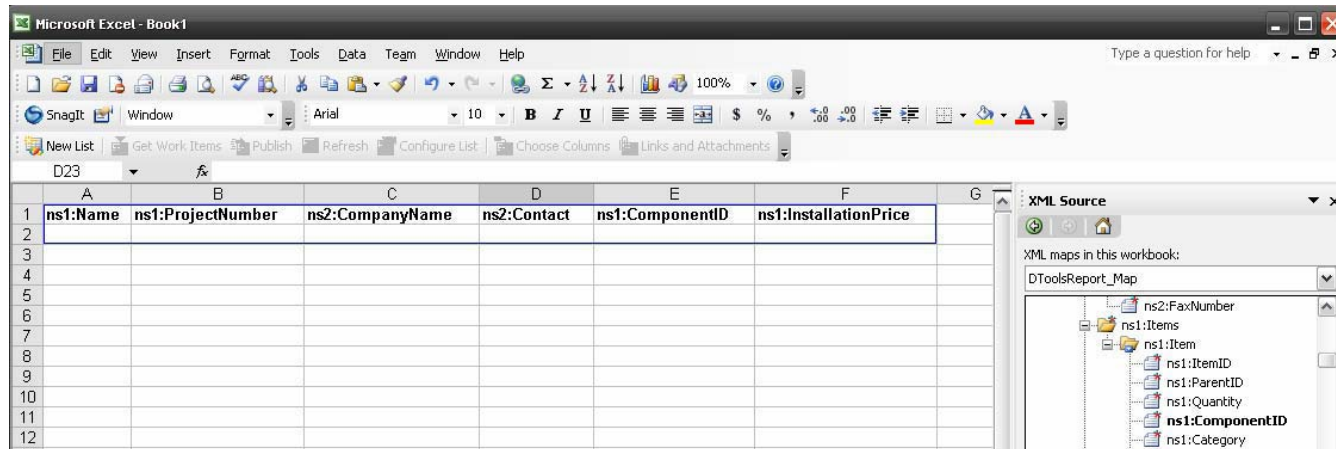 Microsoft Excel - Book1
File Edit View Insert Format Tools Data Team Window Help Type a question for help
100%
SnagIt Window Arial 10 B I U $ % ,
New List Get Work Items Publish Refresh Configure List Choose Columns Links and Attachments
D23 fx
A B C D E F G
XML Source
1 ns1:Name ns1:ProjectNumber ns2:CompanyName ns2:Contact ns1:ComponentID ns1:InstallationPrice
2
3
XML maps in this workbook:
4
DToolsReport_Map
5
ns2:FaxNumber
6
ns1:Items
7
ns1:Item
8
ns1:ItemID
9
ns1:ParentID
10
ns1:Quantity
11
ns1:ComponentID
12
ns1:Category